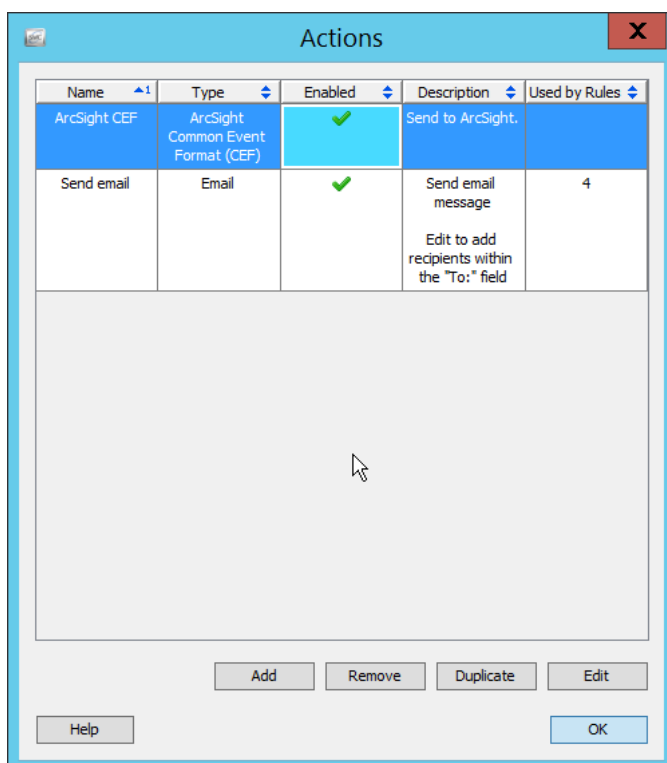 Actions
X
Name 1 Type Enabled Description Used by Rules
ArcSight CEF ArcSight Common Event Format (CEF) Send to ArcSight.
Send email Email Send email message 4
Edit to add
recipients within
the "To:" field
Add Remove Duplicate Edit
Help OK